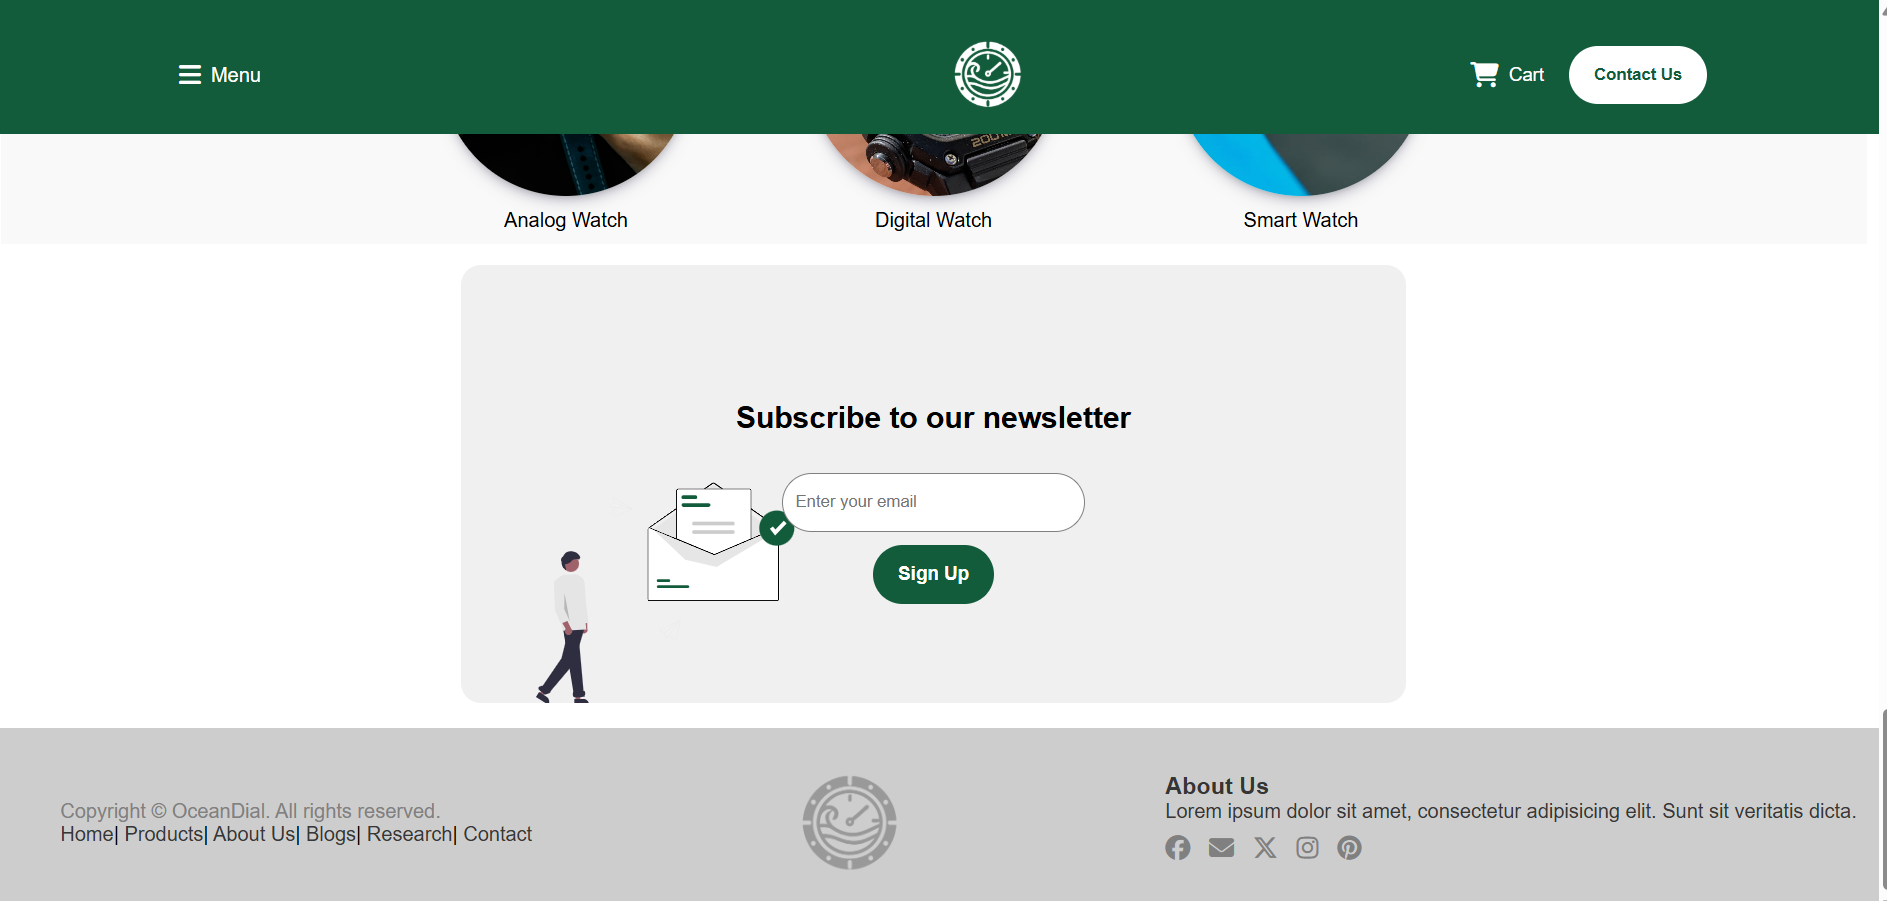 Menu
Cart
Contact Us
200
Analog Watch
Digital Watch
Smart Watch
Subscribe to our newsletter
Enter your email
Sign Up
Copyright © OceanDial. All rights reserved.
Home| Products| About Us| Blogs| Research| Contact
About Us
Lorem ipsum dolor sit amet, consectetur adipisicing elit. Sunt sit veritatis dicta.